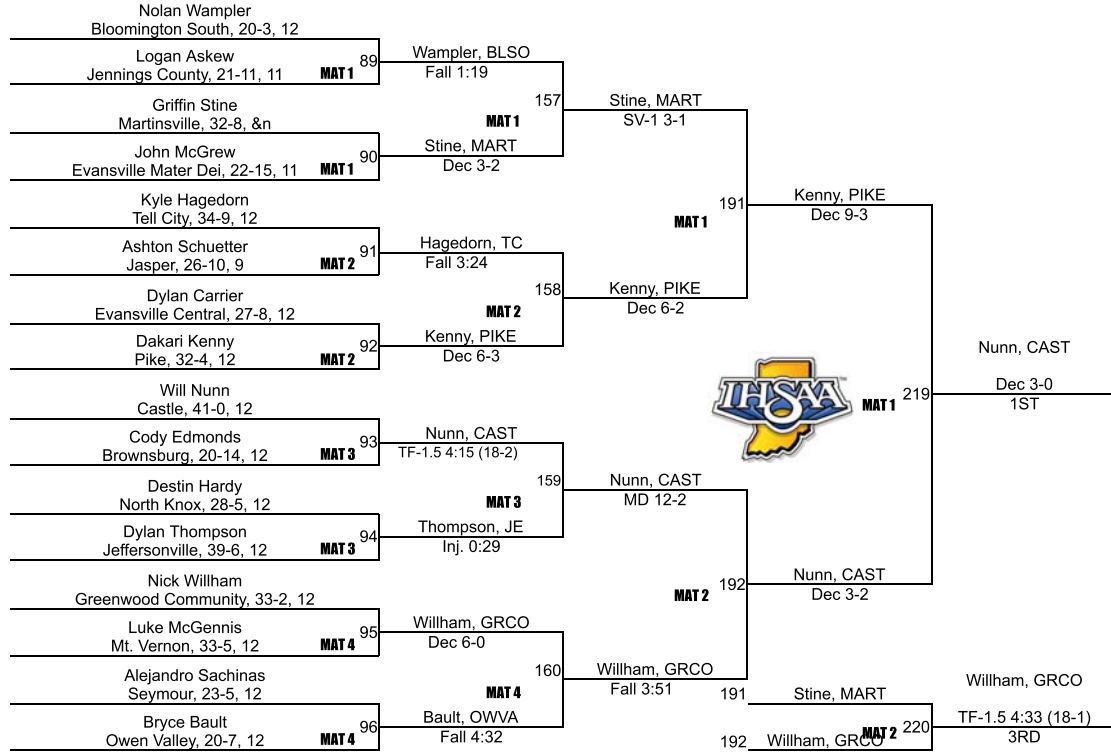 Nolan Wampler
Bloomington South, 20-3, 12
Logan Askew
Jennings County, 21-11, 11
MAT 1
89
Griffin Stine
Martinsville, 32-8, &n
John McGrew
Evansville Mater Dei, 22-15, 11
MAT 1
90
Kyle Hagedorn
Tell City, 34-9, 12
Ashton Schuetter
Jasper, 26-10, 9
MAT 2
91
Dylan Carrier
Evansville Central, 27-8, 12
Dakari Kenny
Pike, 32-4, 12
MAT 2
92
Will Nunn
Castle, 41-0, 12
Cody Edmonds
Brownsburg, 20-14, 12
MAT 3
93
Destin Hardy
North Knox, 28-5, 12
Dylan Thompson
Jeffersonville, 39-6, 12
MAT 3
94
Nick Willham
Greenwood Community, 33-2, 12
Luke McGennis
Mt. Vernon, 33-5, 12
MAT 4
95
Alejandro Sachinas
Seymour, 23-5, 12
Bryce Bault
Owen Valley, 20-7, 12
MAT 4
96
Wampler, BLSO
Fall 1:19
MAT 1
157
Stine, MART
Dec 3-2
Hagedorn, TC
Fall 3:24
MAT 2
158
Kenny, PIKE
Dec 6-3
Nunn, CAST
TF-1.5 4:15 (18-2)
MAT 3
159
Thompson, JE
Inj. 0:29
Willham, GRCO
Dec 6-0
MAT 4
160
Bault, OWVA
Fall 4:32
Stine, MART
SV-1 3-1
MAT 1
191
Kenny, PIKE
Dec 6-2
Nunn, CAST
MD 12-2
MAT 2
192
Willham, GRCO
Fall 3:51
Kenny, PIKE
Dec 9-3
IHSAA
MAT 1
219
Nunn, CAST
Dec 3-2
Nunn, CAST
Dec 3-0
1ST
191
Stine, MART
MAT 2
220
192
Willham, GRCO
Willham, GRCO
TF-1.5 4:33 (18-1)
3RD